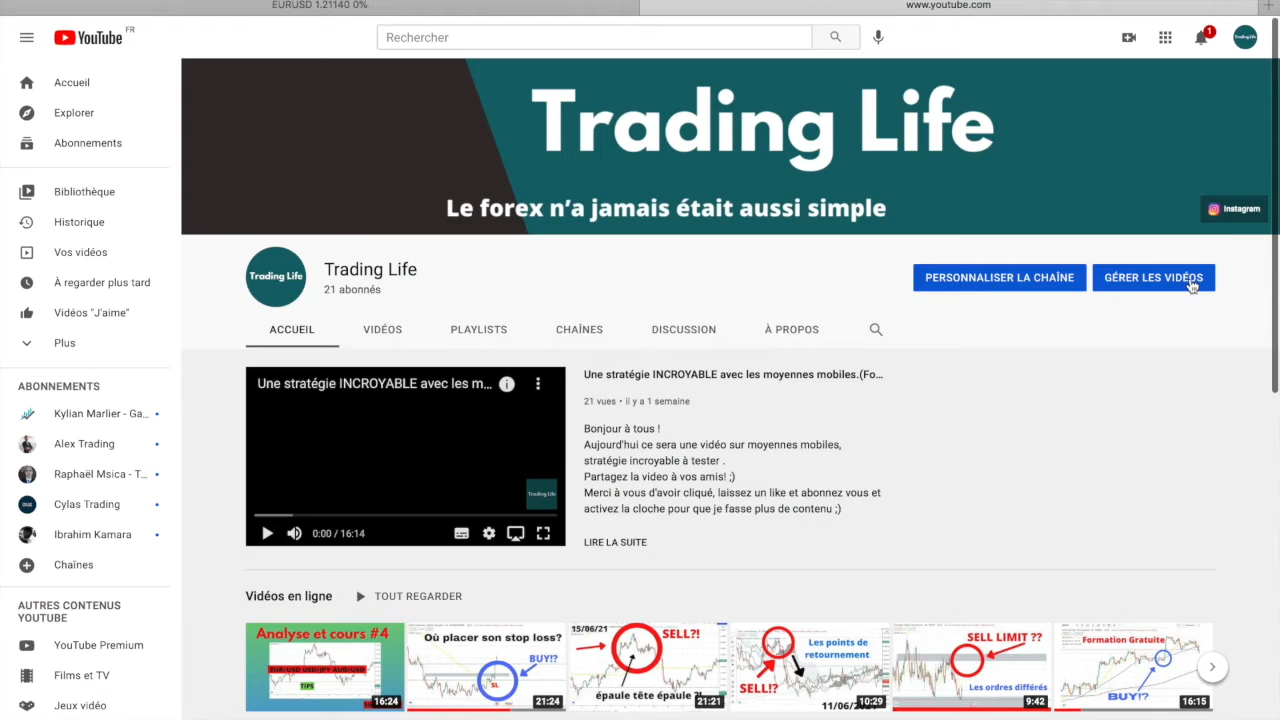 EURUSD 1.21140 0%
www.youtube.com
YouTube FR
Rechercher
1
Trading Life
Accueil
Explorer
Abonnements
Bibliothèque
Historique
Vos vidéos
À regarder plus tard
Vidéos "J'aime"
Plus
ABONNEMENTS
Kylian Marlier - Ga...
Alex Trading
Raphaël Msica - T...
Cylas Trading
Ibrahim Kamara
Chaînes
AUTRES CONTENUS
YOUTUBE
YouTube Premium
Films et TV
Jeux vidéo
Trading Life
Le forex n'a jamais était aussi simple
Instagram
Trading Life
Trading Life
21 abonnés
PERSONNALISER LA CHAÎNE
GÉRER LES VIDÉOS
ACCUEIL
VIDÉOS
PLAYLISTS
CHAÎNES
DISCUSSION
À PROPOS
Une stratégie INCROYABLE avec les m...
Trading Life
0:00 / 16:14
Une stratégie INCROYABLE avec les moyennes mobiles.(Fo...
21 vues • il y a 1 semaine
Bonjour à tous !
Aujourd'hui ce sera une vidéo sur moyennes mobiles,
stratégie incroyable à tester .
Partagez la video à vos amis! ;)
Merci à vous d'avoir cliqué, laissez un like et abonnez vous et
activez la cloche pour que je fasse plus de contenu ;)
LIRE LA SUITE
Vidéos en ligne
TOUT REGARDER
Analyse et cours #4
EUR/USD USD/JPY AUD/USD
TIPS
16:24
Où placer son stop loss?
BUY!?
SL
21:24
15/06/21
SELL?!
épaule tête épaule ?!
21:21
Les points de
retournement
SELL!?
11/06/
10:29
SELL LIMIT ??
Les ordres différés
9:42
Formation Gratuite
BUY!?
16:15